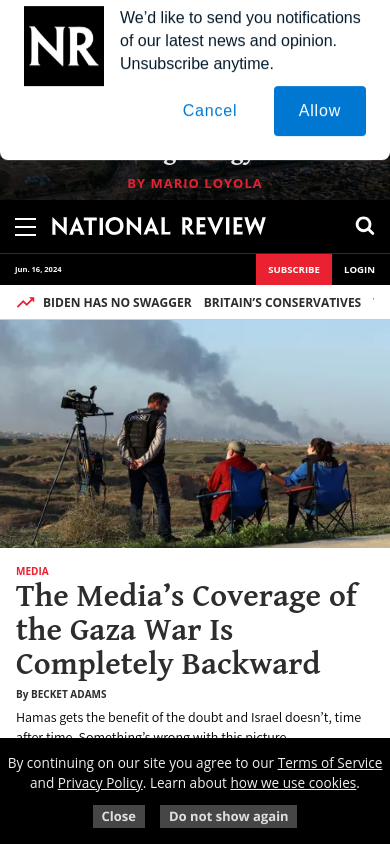 NR
We’d like to send you notifications
of our latest news and opinion.
Unsubscribe anytime.
Cancel
Allow
BY MARIO LOYOLA
NATIONAL REVIEW
Jun. 16, 2024
SUBSCRIBE
LOGIN
BIDEN HAS NO SWAGGER
BRITAIN’S CONSERVATIVES
MEDIA
The Media’s Coverage of
the Gaza War Is
Completely Backward
By BECKET ADAMS
Hamas gets the benefit of the doubt and Israel doesn’t, time
after time. Something’s wrong with this picture.
By continuing on our site you agree to our Terms of Service
and Privacy Policy. Learn about how we use cookies.
Close
Do not show again